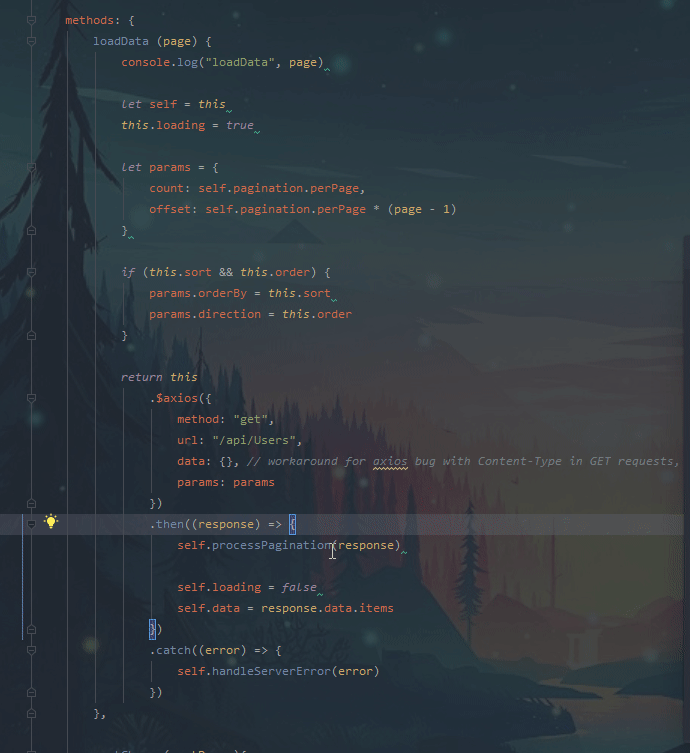 methods: {
loadData (page) {
console.log("loadData", page)
let self = this
this.loading = true
let params = {
count: self.pagination.perPage,
offset: self.pagination.perPage * (page - 1)
}
if (this.sort && this.order) {
params.orderBy = this.sort
params.direction = this.order
}
return this
.$axios({
method: "get",
url: "/api/Users",
data: {}, // workaround for axios bug with Content-Type in GET requests,
params: params
})
.then((response) => {
self.processPagination(response)
self.loading = false
self.data = response.data.items
})
.catch((error) => {
self.handleServerError(error)
})
},